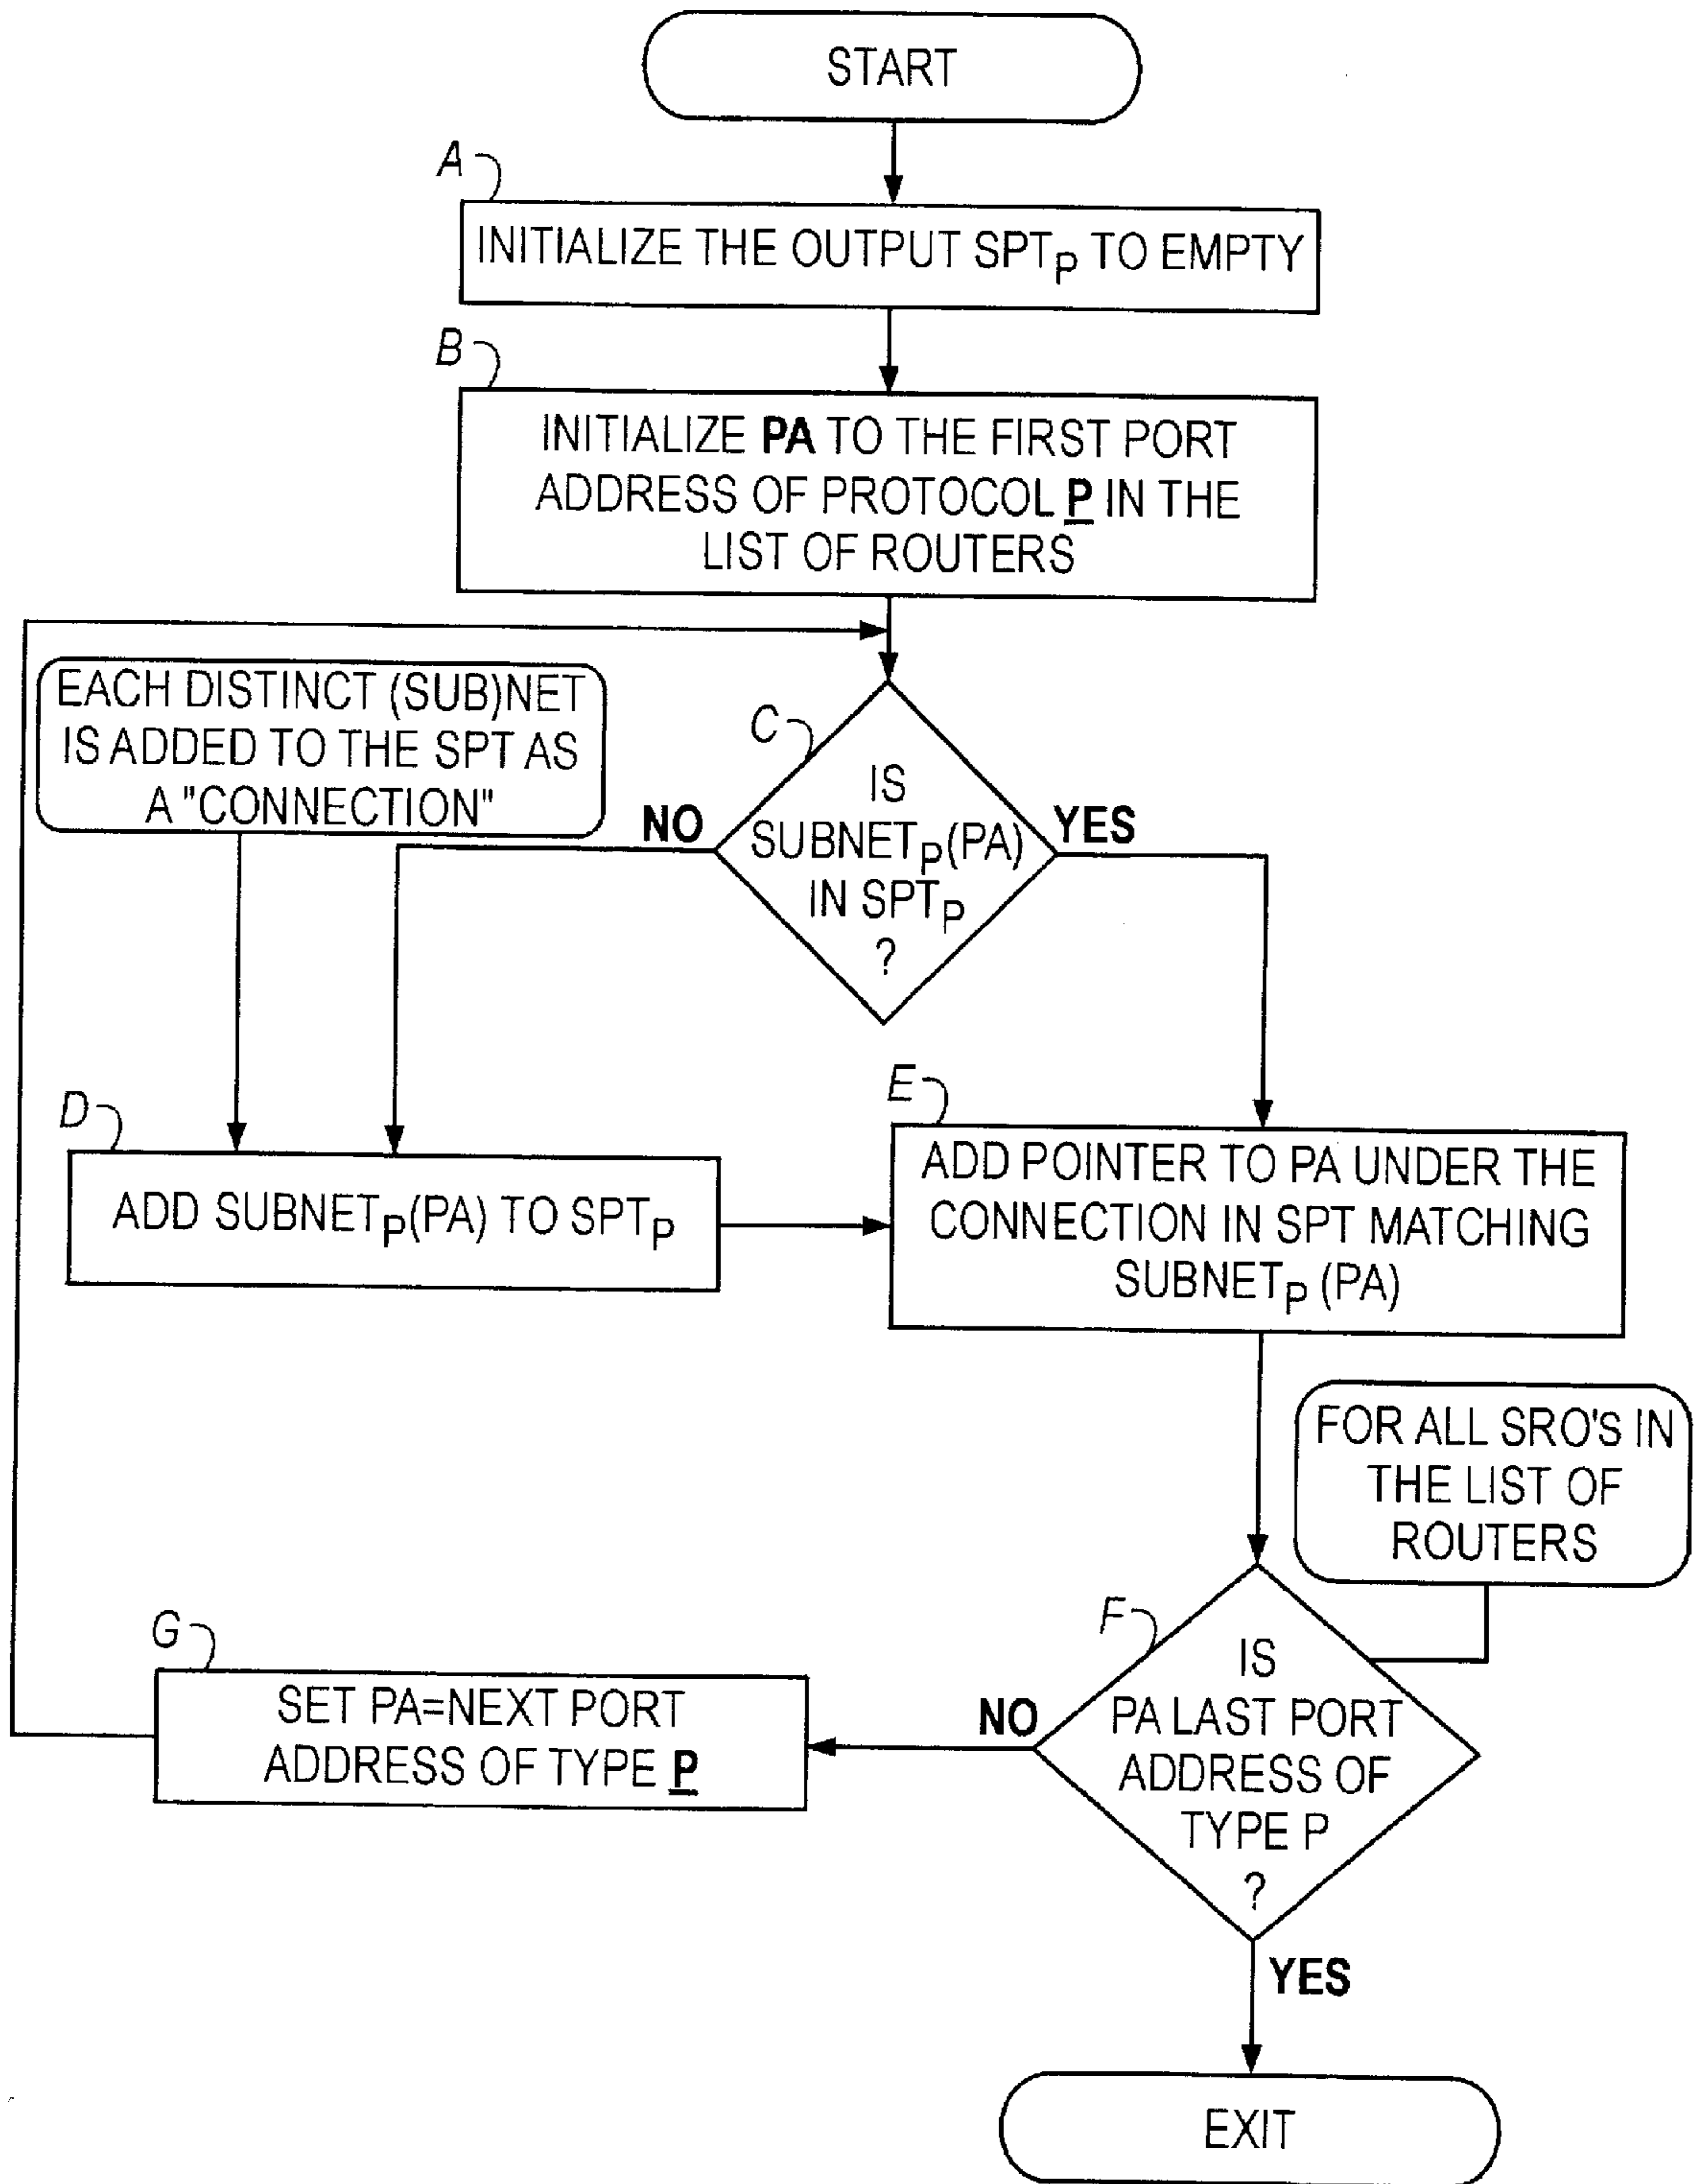 START
A
INITIALIZE THE OUTPUT SPTP TO EMPTY
B
INITIALIZE PA TO THE FIRST PORT
ADDRESS OF PROTOCOL P IN THE
LIST OF ROUTERS
EACH DISTINCT (SUB)NET
IS ADDED TO THE SPT AS
A "CONNECTION"
C
IS
SUBNETP(PA)
IN SPTP
?
NO
YES
D
ADD SUBNETP(PA) TO SPTP
E
ADD POINTER TO PA UNDER THE
CONNECTION IN SPT MATCHING
SUBNETP (PA)
FOR ALL SRO'S IN
THE LIST OF
ROUTERS
F
IS
PA LAST PORT
ADDRESS OF
TYPE P
?
NO
G
SET PA=NEXT PORT
ADDRESS OF TYPE P
YES
EXIT